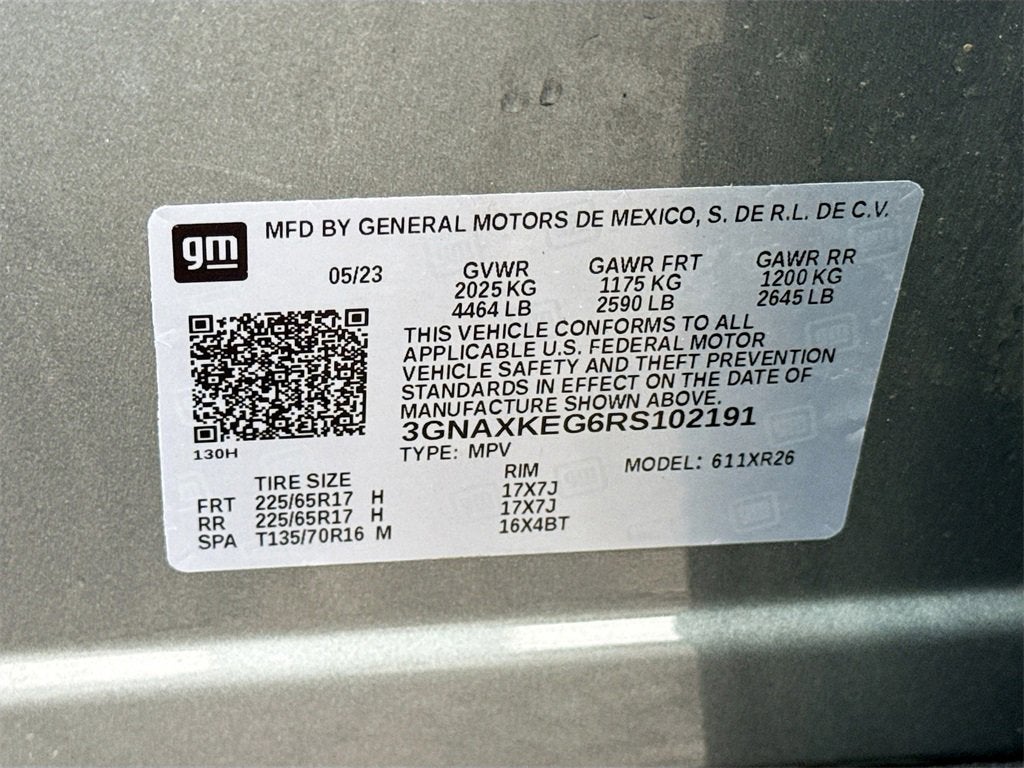 gm
MFD BY GENERAL MOTORS DE MEXICO, S. DE R.L. DE C.V.
05/23
GVWR GAWR FRT GAWR RR
2025 KG 1175 KG 1200 KG
4464 LB 2590 LB 2645 LB
THIS VEHICLE CONFORMS TO ALL
APPLICABLE U.S. FEDERAL MOTOR
VEHICLE SAFETY AND THEFT PREVENTION
STANDARDS IN EFFECT ON THE DATE OF
MANUFACTURE SHOWN ABOVE.
3GNAXKEG6RS102191
130H
TYPE: MPV MODEL: 611XR26
TIRE SIZE RIM
FRT 225/65R17 H 17X7J
RR 225/65R17 H 17X7J
SPA T135/70R16 M 16X4BT